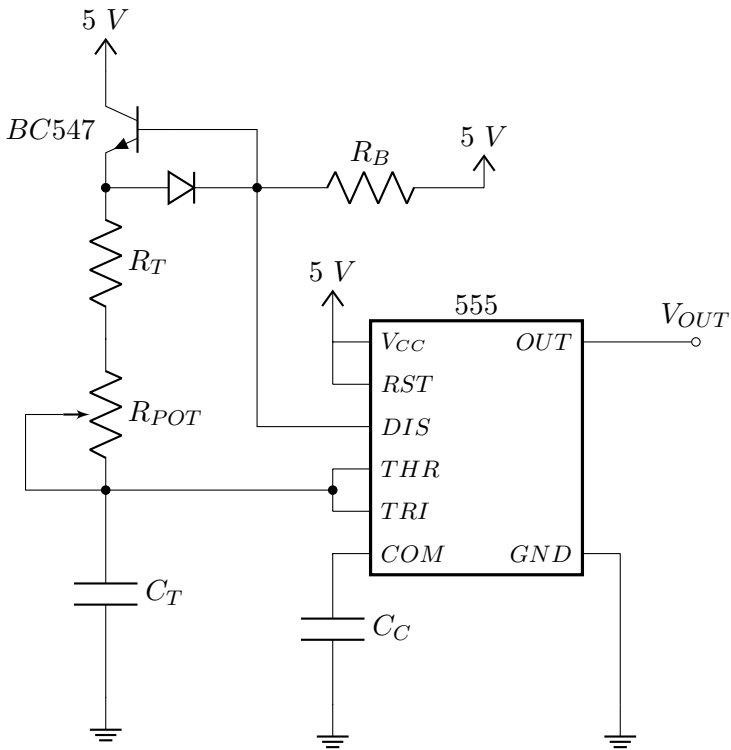 5 V
BC547
R_B
5 V
R_T
5 V
555
V_CC
OUT
V_OUT
RST
R_POT
DIS
THR
TRI
COM
GND
C_T
C_C